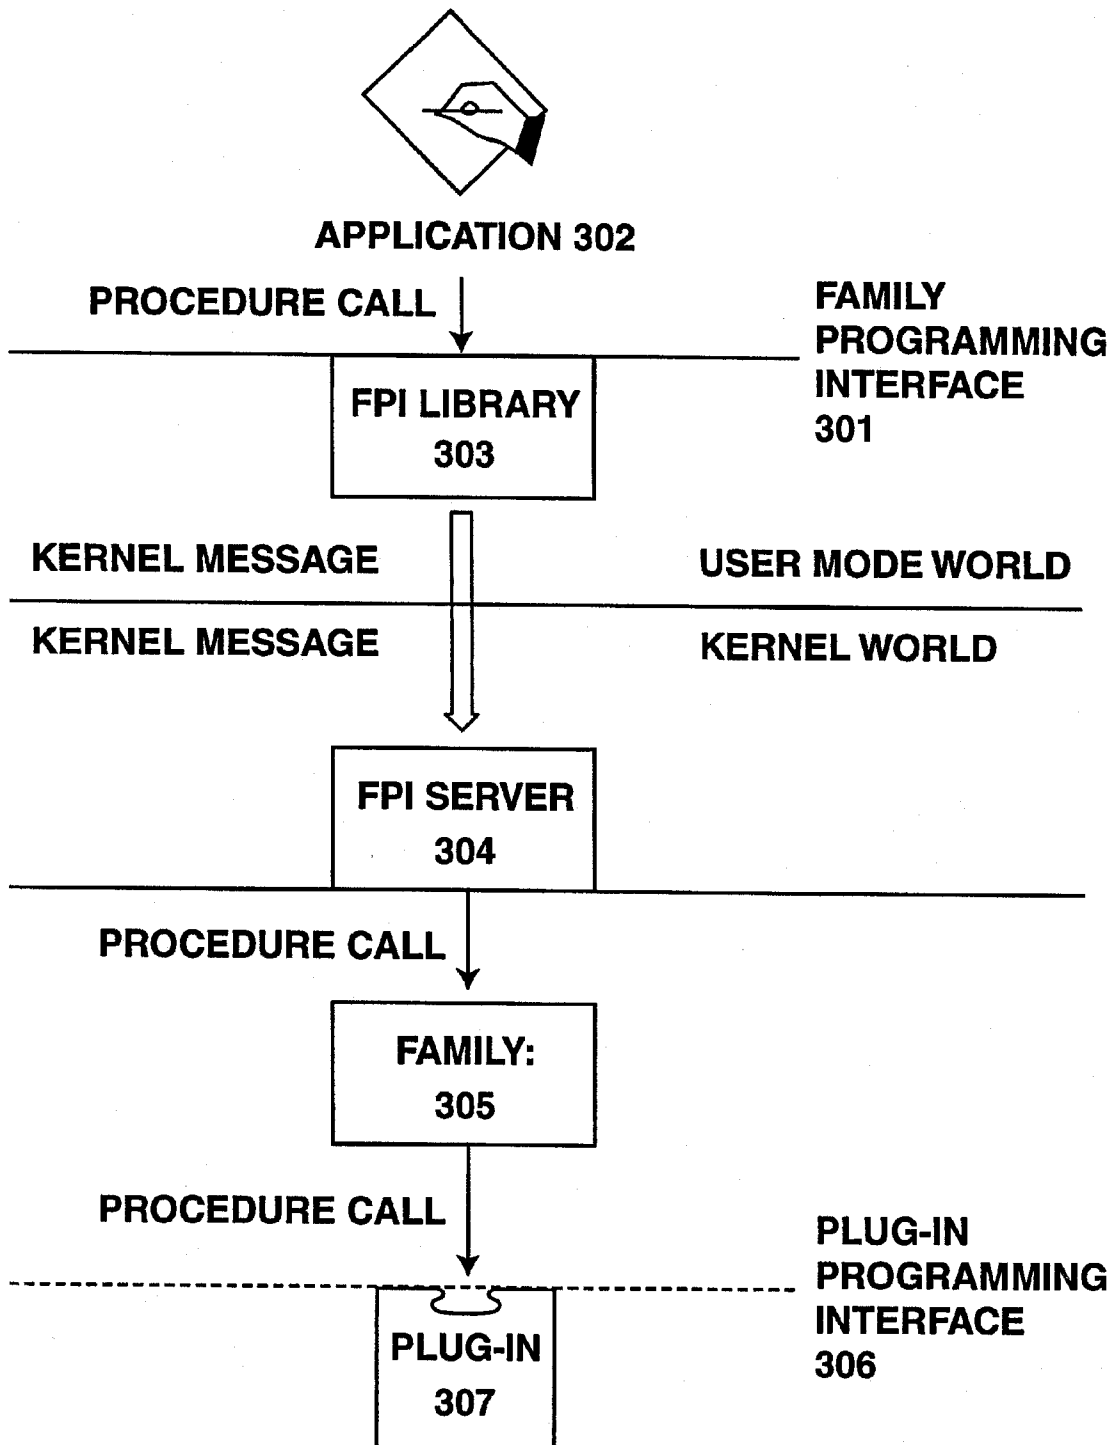 APPLICATION 302
PROCEDURE CALL
FAMILY
PROGRAMMING
INTERFACE
301
FPI LIBRARY
303
KERNEL MESSAGE
USER MODE WORLD
KERNEL MESSAGE
KERNEL WORLD
FPI SERVER
304
PROCEDURE CALL
FAMILY:
305
PROCEDURE CALL
PLUG-IN
PROGRAMMING
INTERFACE
306
PLUG-IN
307